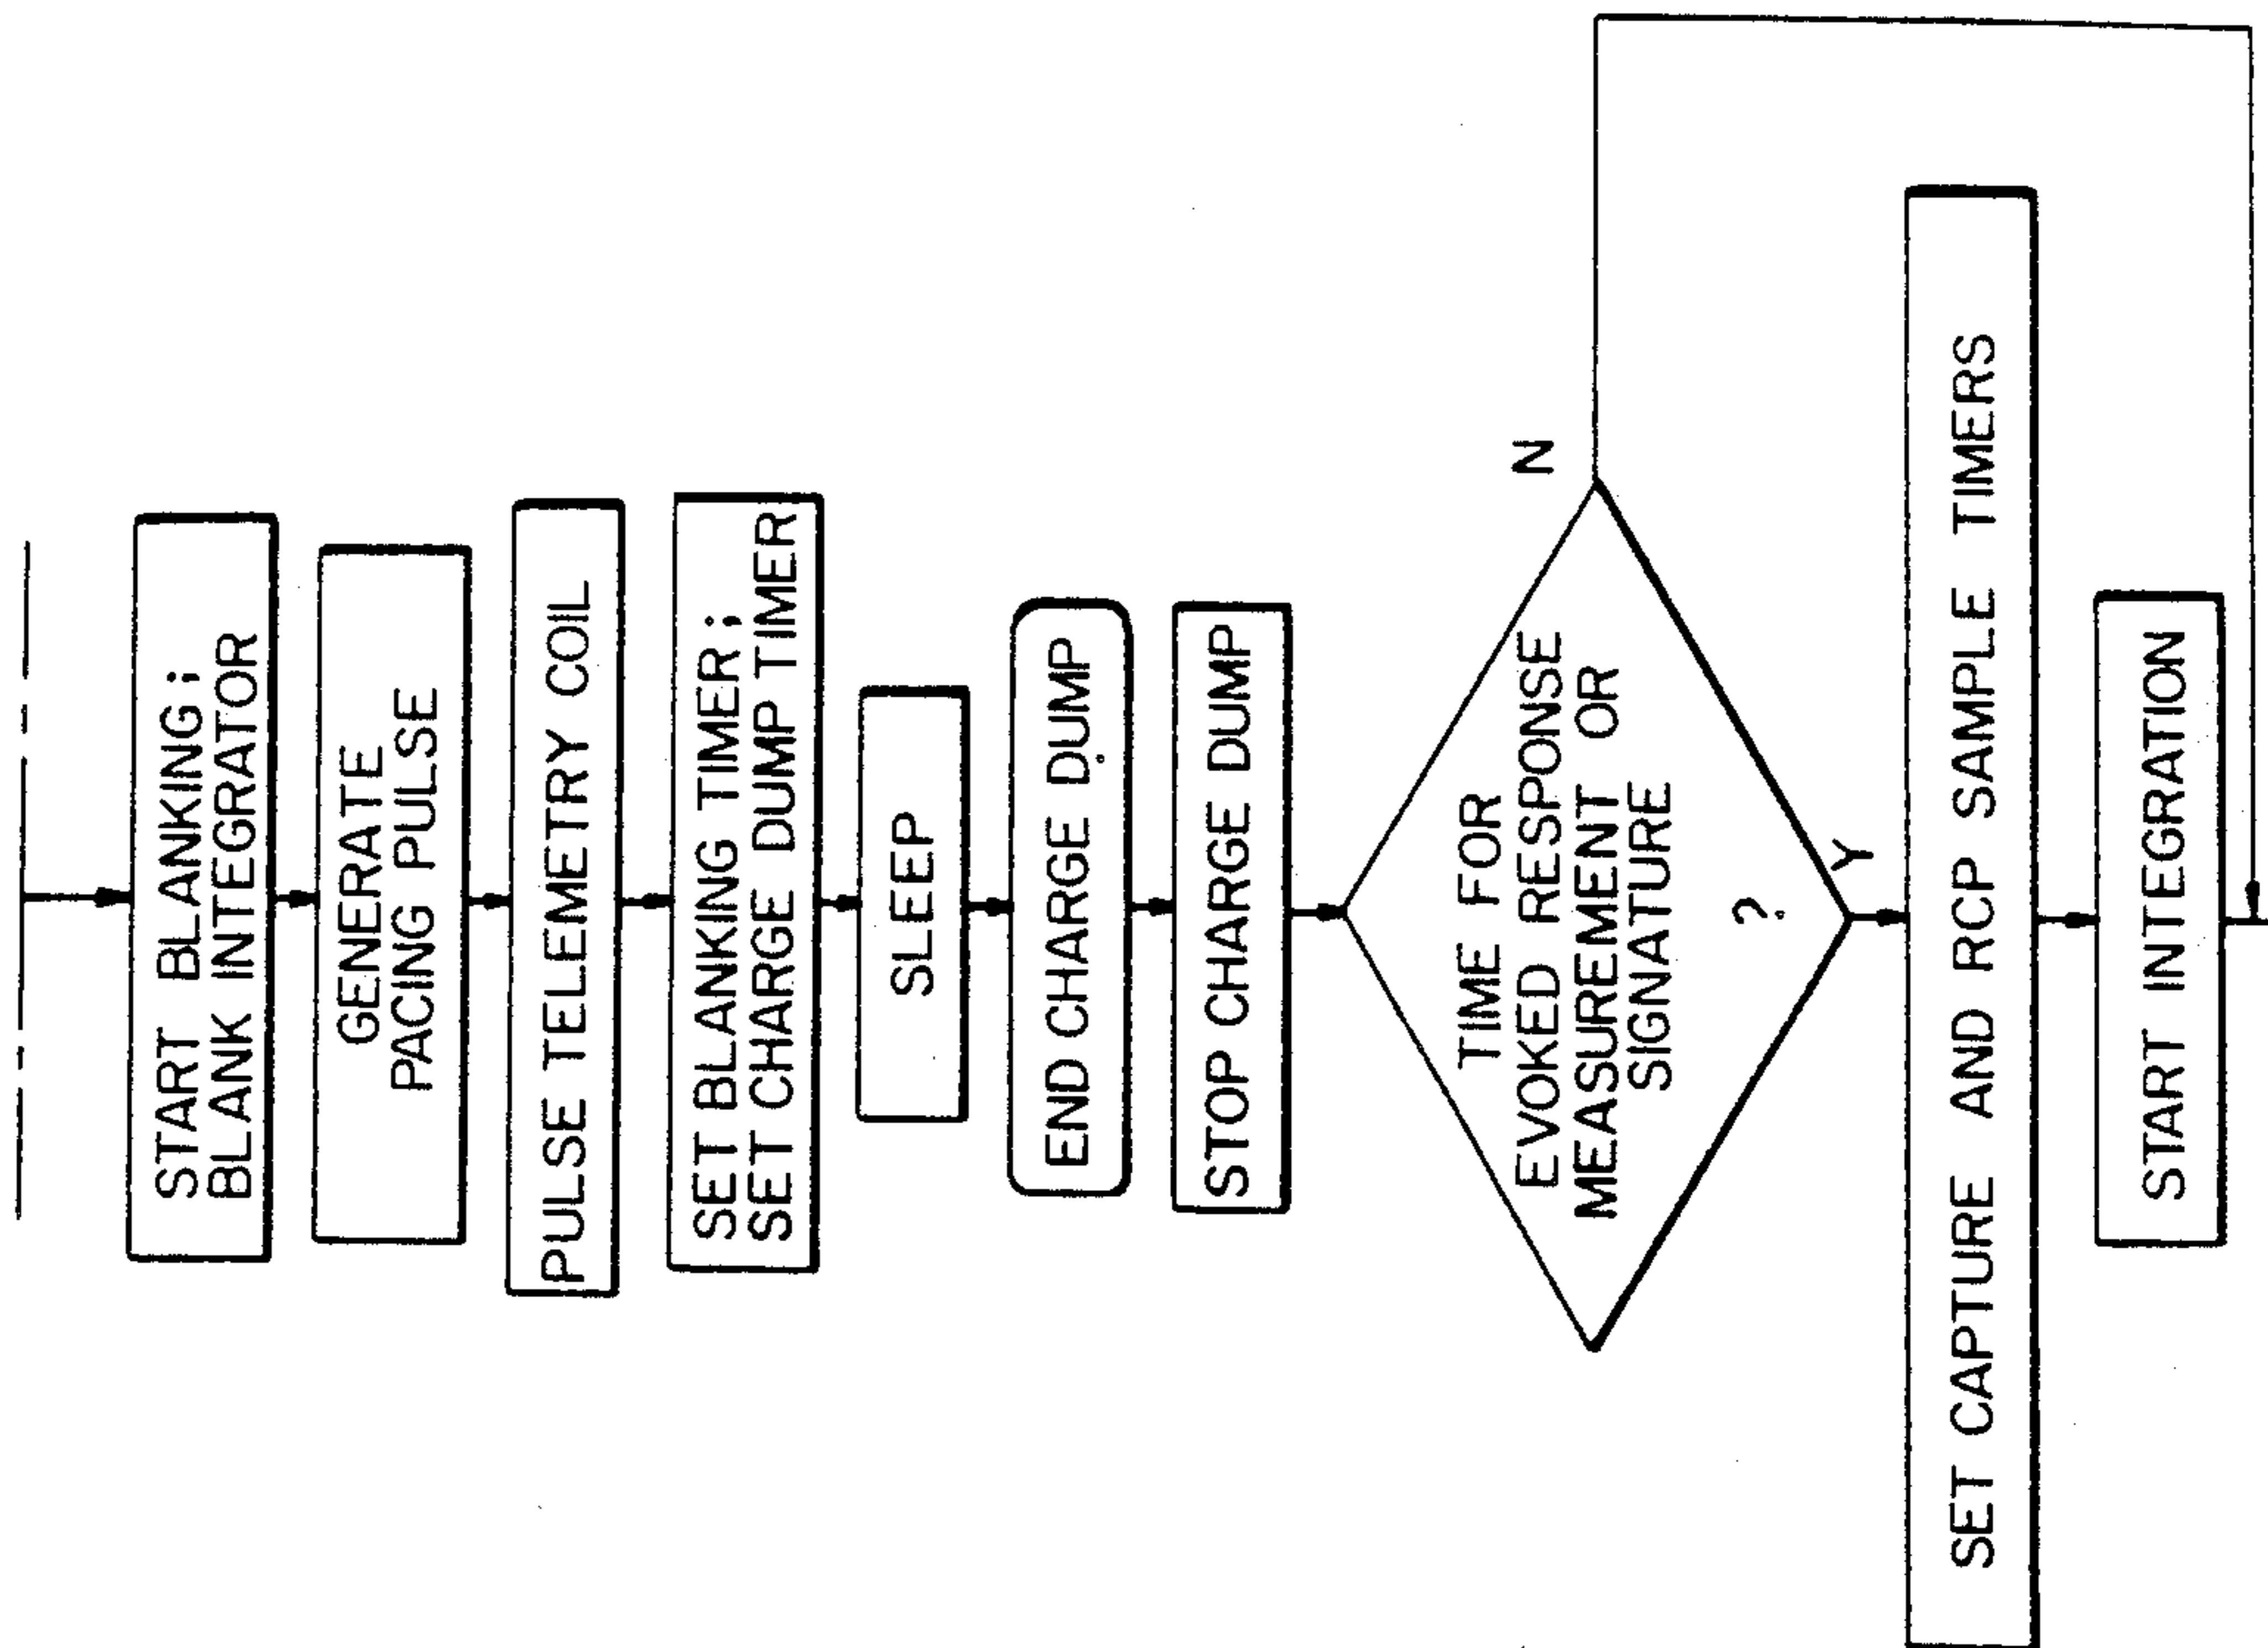 START BLANKING;
BLANK INTEGRATOR
GENERATE
PACING PULSE
PULSE TELEMETRY COIL
SET BLANKING TIMER;
SET CHARGE DUMP TIMER
SLEEP
END CHARGE DUMP
STOP CHARGE DUMP
TIME FOR
EVOKED RESPONSE
MEASUREMENT OR
SIGNATURE
?
N
Y
SET CAPTURE AND RCP SAMPLE TIMERS
START INTEGRATION